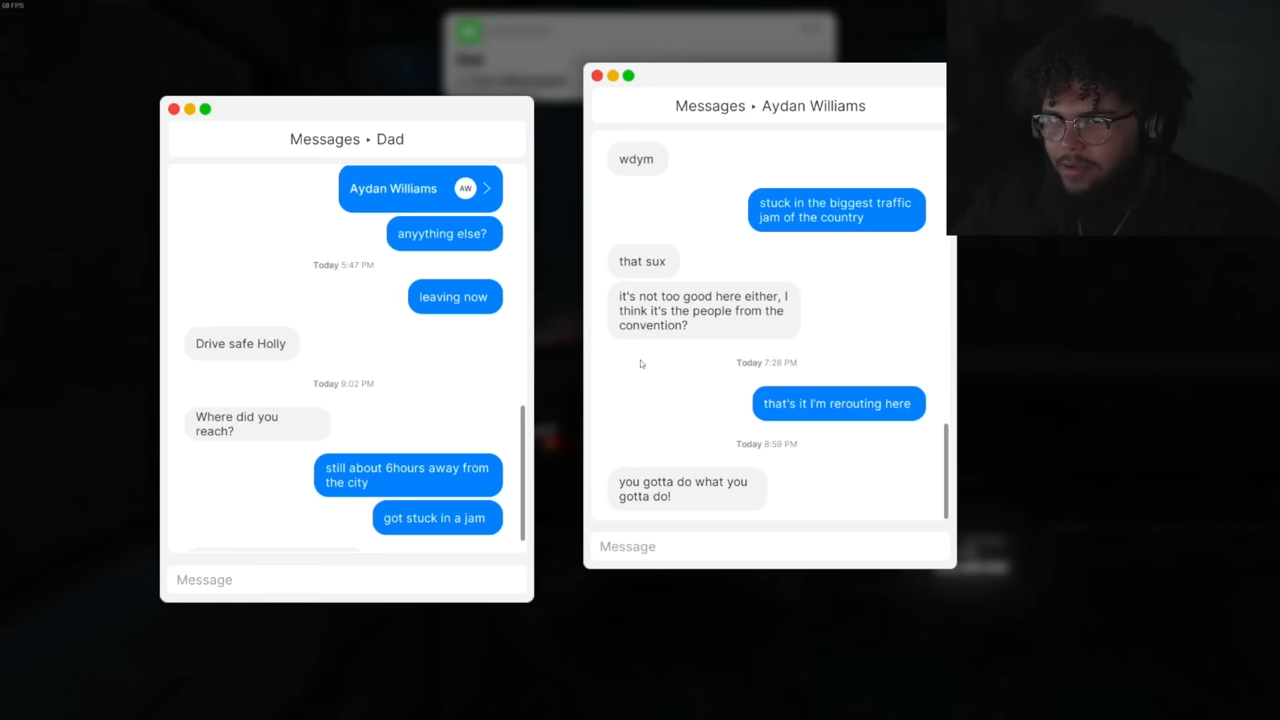 60 FPS
Messages ▸ Dad
Aydan Williams AW
anyything else?
Today 5:47 PM
leaving now
Drive safe Holly
Today 9:02 PM
Where did you
reach?
still about 6hours away from
the city
got stuck in a jam
Message
Messages ▸ Aydan Williams
wdym
stuck in the biggest traffic
jam of the country
that sux
it's not too good here either, I
think it's the people from the
convention?
Today 7:28 PM
that's it I'm rerouting here
Today 8:59 PM
you gotta do what you
gotta do!
Message